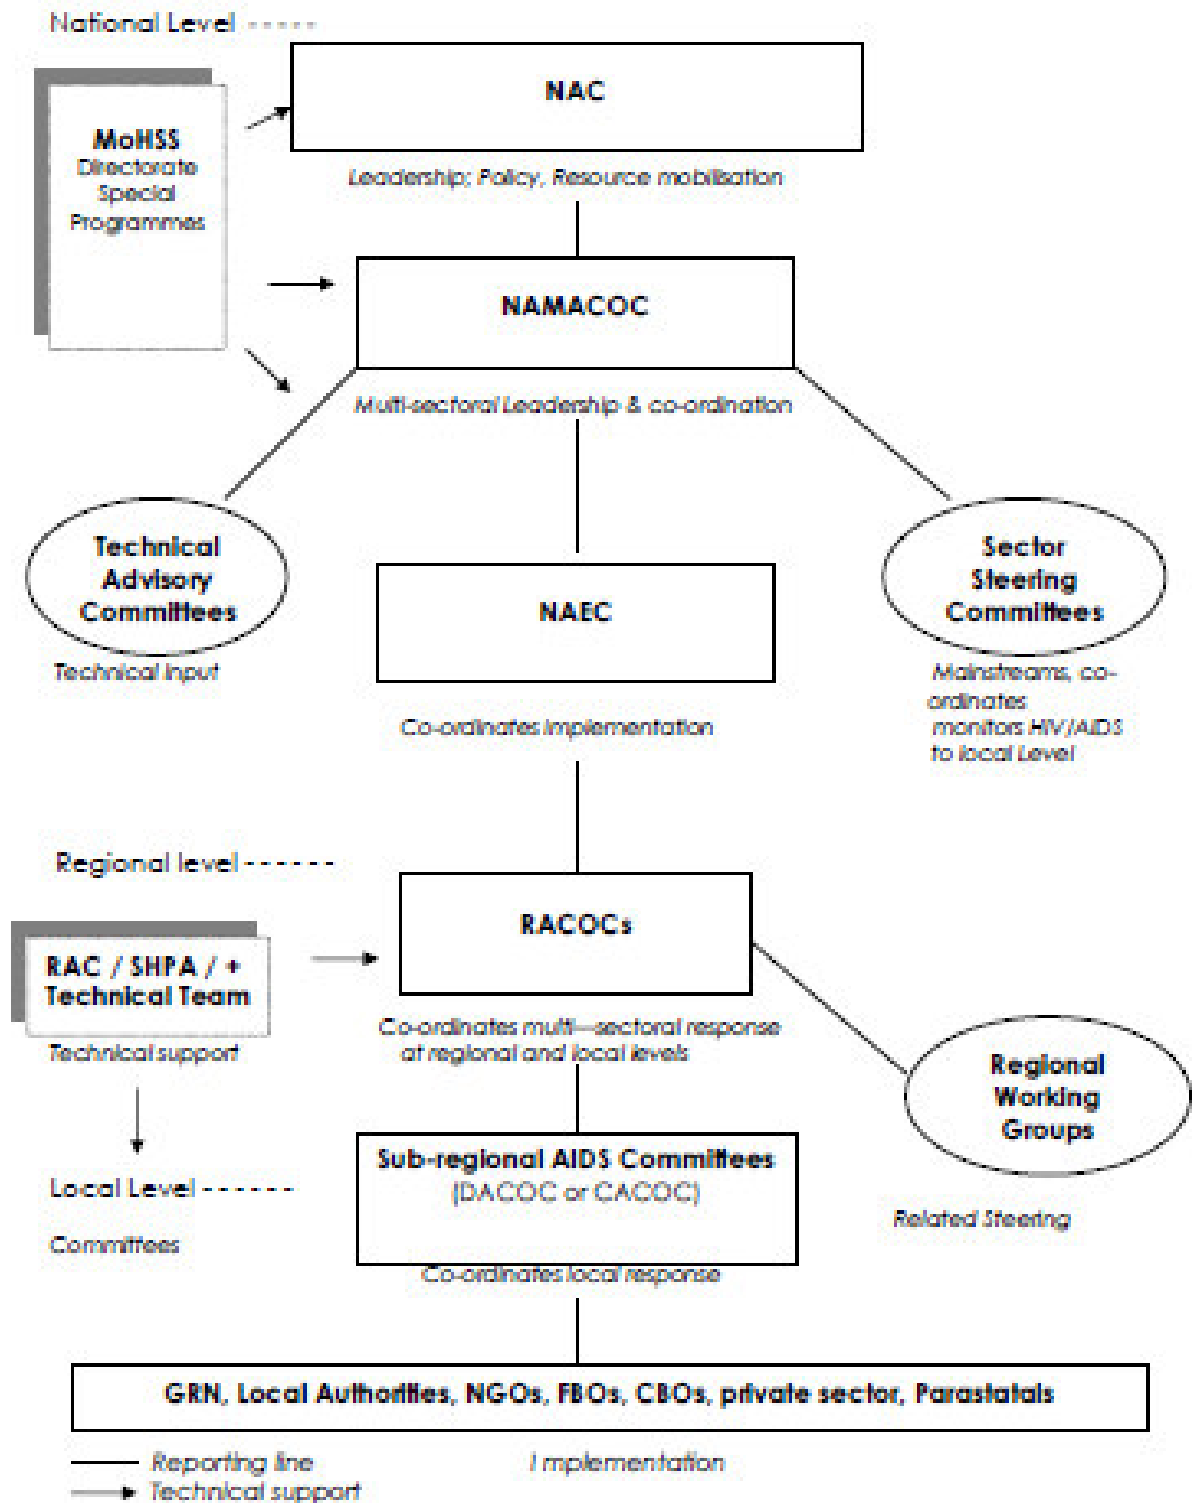 National Level - - - - -
NAC
MoHSS
Directorate
Special
Programmes
Leadership; Policy, Resource mobilisation
NAMACOC
Multi-sectoral Leadership & co-ordination
Technical
Advisory
Committees
Technical input
NAEC
Co-ordinates implementation
Sector
Steering
Committees
Mainstreams, co-
ordinates
monitors HIV/AIDS
to local Level
Regional level - - - - - -
RACOCs
RAC / SHPA / +
Technical Team
Technical support
Co-ordinates multi—sectoral response
at regional and local levels
Regional
Working
Groups
Related Steering
Sub-regional AIDS Committees
(DACOC or CACOC)
Local Level - - - - - -
Committees
Co-ordinates local response
GRN, Local Authorities, NGOs, FBOs, CBOs, private sector, Parastatals
Reporting line
I mplementation
Technical support